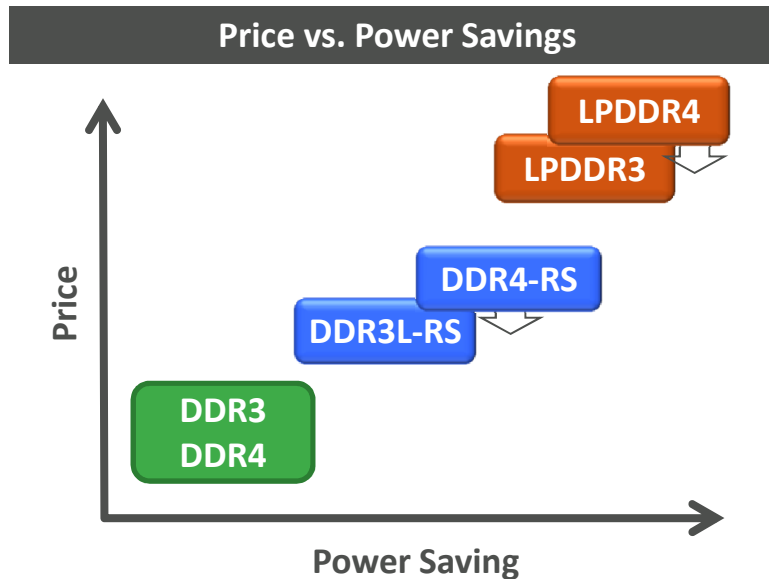 Price vs. Power Savings
LPDDR4
LPDDR3
DDR4-RS
DDR3L-RS
DDR3
DDR4
Price
Power Saving